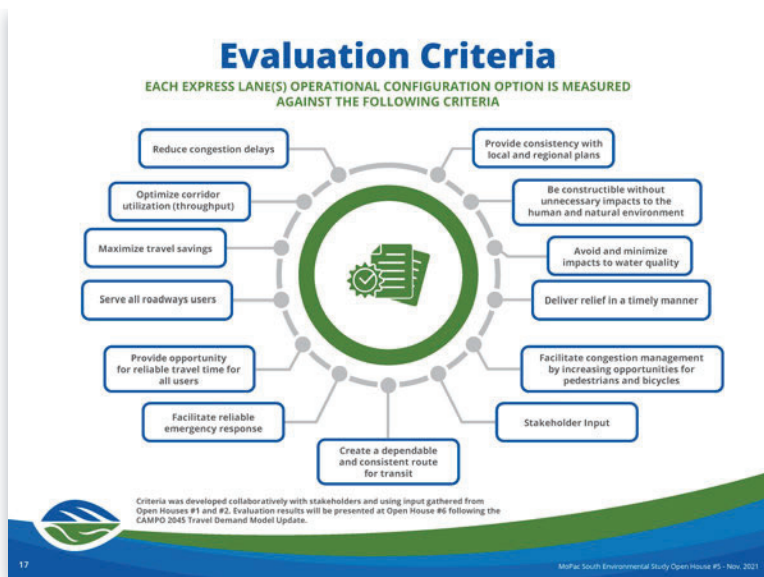 Evaluation Criteria
EACH EXPRESS LANE(S) OPERATIONAL CONFIGURATION OPTION IS MEASURED
AGAINST THE FOLLOWING CRITERIA
Reduce congestion delays
Optimize corridor
utilization (throughput)
Maximize travel savings
Serve all roadways users
Provide opportunity
for reliable travel time for
all users
Facilitate reliable
emergency response
Create a dependable
and consistent route
for transit
Provide consistency with
local and regional plans
Be constructible without
unnecessary impacts to the
human and natural environment
Avoid and minimize
impacts to water quality
Deliver relief in a timely manner
Facilitate congestion management
by increasing opportunities for
pedestrians and bicycles
Stakeholder Input
Criteria was developed collaboratively with stakeholders and using input gathered from
Open Houses #1 and #2. Evaluation results will be presented at Open House #6 following the
CAMPO 2045 Travel Demand Model Update.
17
MoPac South Environmental Study Open House #5 - Nov. 2021